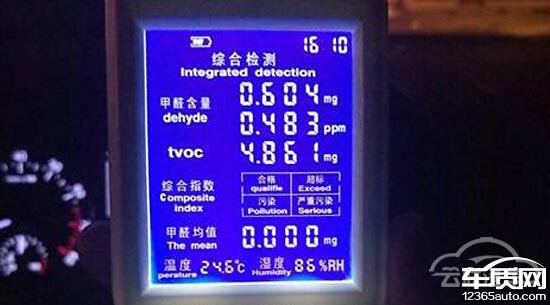 16 10
综合检测
Integrated detection
甲醛含量 0.604 mg
dehyde 0.483 ppm
tvoc 4.861 mg
综合指数
Composite
index
合格 超标
qualifie Exceed
污染 严重污染
Pollution Serious
甲醛均值 0.000 mg
The mean
温度 24.6℃ 湿度 86%RH
perature Humidity
车质网
12365auto.com